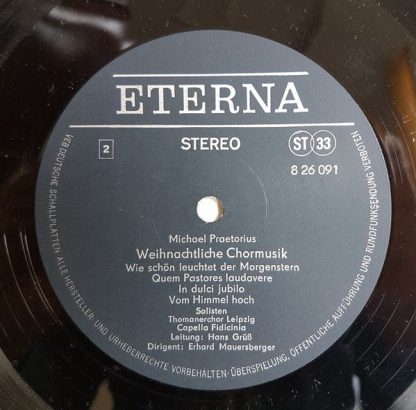 ETERNA
2
STEREO
ST 33
8 26 091
Michael Praetorius
Weihnachtliche Chormusik
Wie schön leuchtet der Morgenstern
Quem Pastores laudavere
In dulci jubilo
Vom Himmel hoch
Solisten
Thomanerchor Leipzig
Capella Fidicinia
Leitung: Hans Grüß
Dirigent: Erhard Mauersberger
VEB DEUTSCHE SCHALLPLATTEN · ALLE HERSTELLER- UND URHEBERRECHTE VORBEHALTEN · ÜBERSPIELUNG, ÖFFENTLICHE AUFFÜHRUNG UND RUNDFUNKSENDUNG VERBOTEN